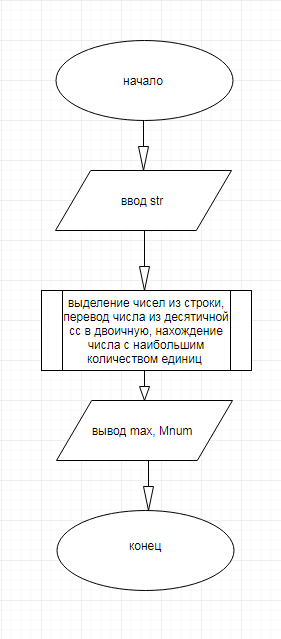 начало
ввод str
выделение чисел из строки,
перевод числа из десятичной
сс в двоичную, нахождение
числа с наибольшим
количеством единиц
вывод max, Mnum
конец